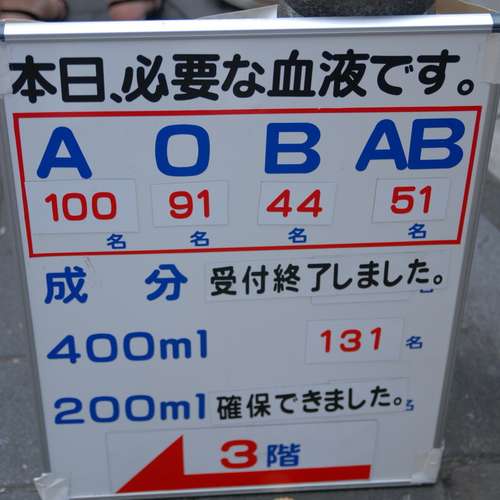 本日、必要な血液です。
A O B AB
100 91 44 51
名 名 名 名
成分 受付終了しました。
400ml 131 名
200ml 確保できました。
3階